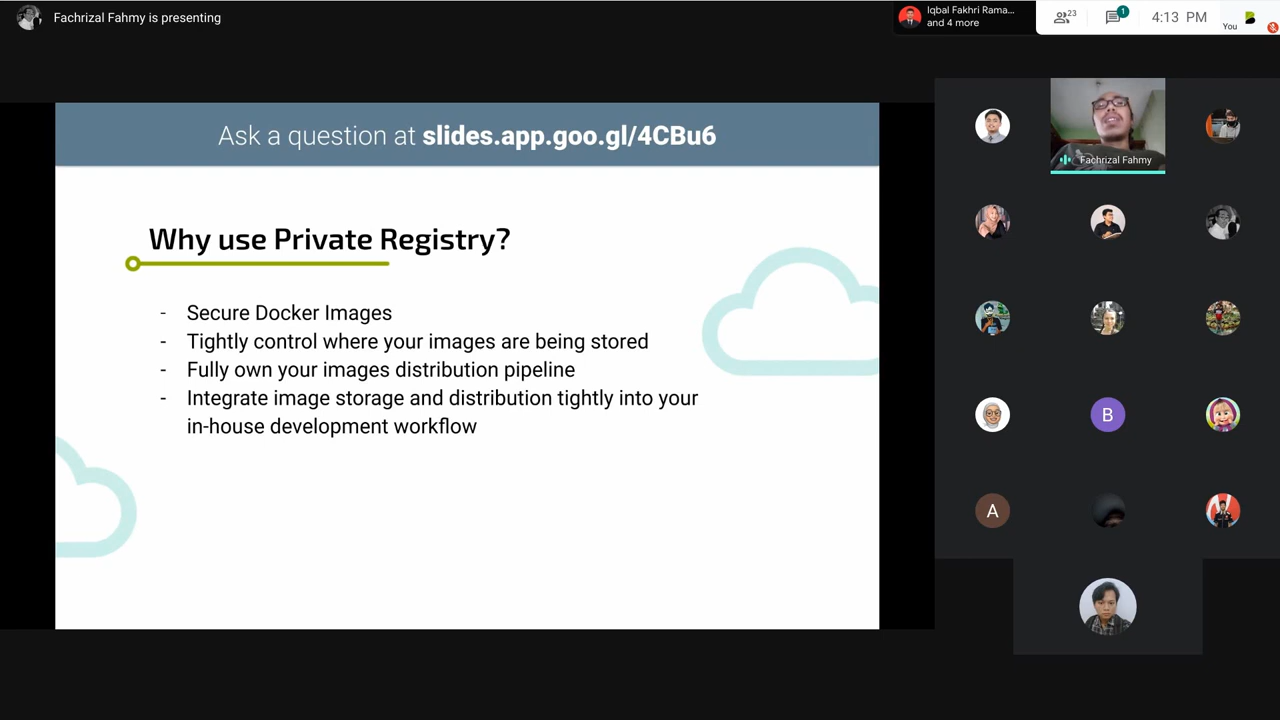 Fachrizal Fahmy is presenting
Iqbal Fakhri Rama...
and 4 more
23
1
4:13 PM
You
Ask a question at slides.app.goo.gl/4CBu6
Why use Private Registry?
- Secure Docker Images
- Tightly control where your images are being stored
- Fully own your images distribution pipeline
- Integrate image storage and distribution tightly into your
in-house development workflow
Fachrizal Fahmy
B
A